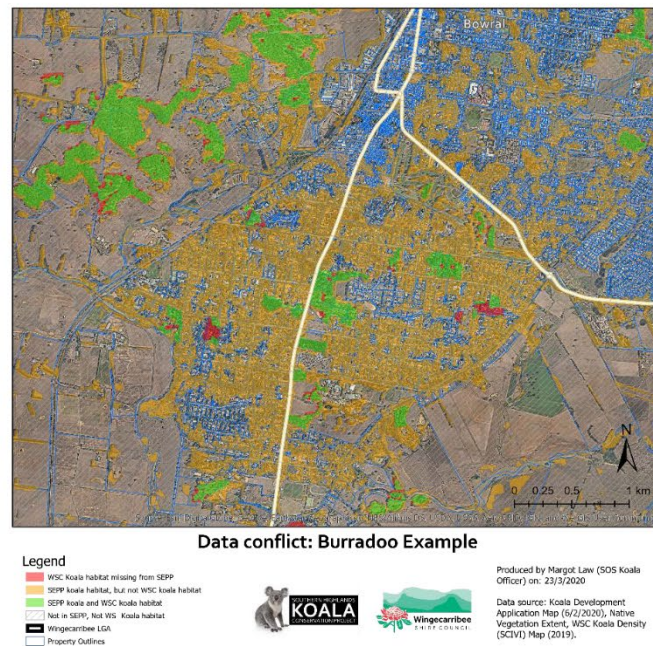 Bowral
N
0 0.25 0.5 1 km
Data conflict: Burradoo Example
Legend
WSC Koala habitat missing from SEPP
SEPP koala habitat, but not WSC koala habitat
SEPP koala and WSC koala habitat
Not in SEPP, Not WS Koala habitat
Wingecarribee LGA
Property Outlines
SOUTHERN HIGHLANDS
KOALA
CONSERVATION PROJECT
Wingecarribee
SHIRE COUNCIL
Produced by Margot Law (SOS Koala
Officer) on: 23/3/2020
Data source: Koala Development
Application Map (6/2/2020), Native
Vegetation Extent, WSC Koala Density
(SCIVI) Map (2019).